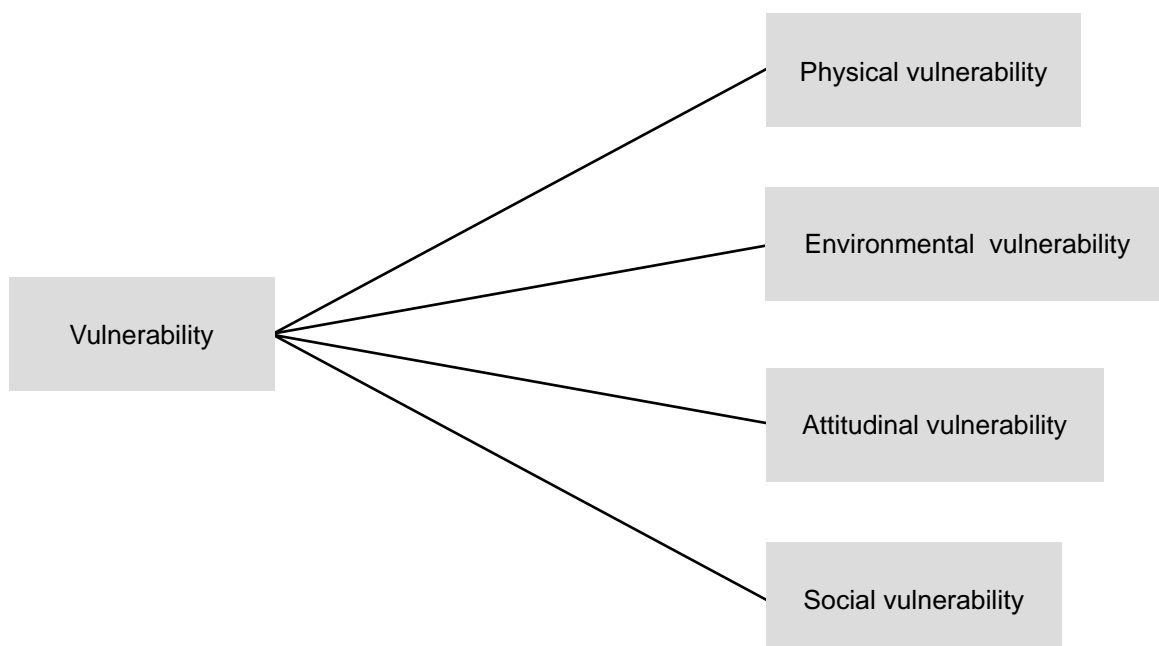 Physical vulnerability
Environmental  vulnerability
Vulnerability
Attitudinal vulnerability
Social vulnerability